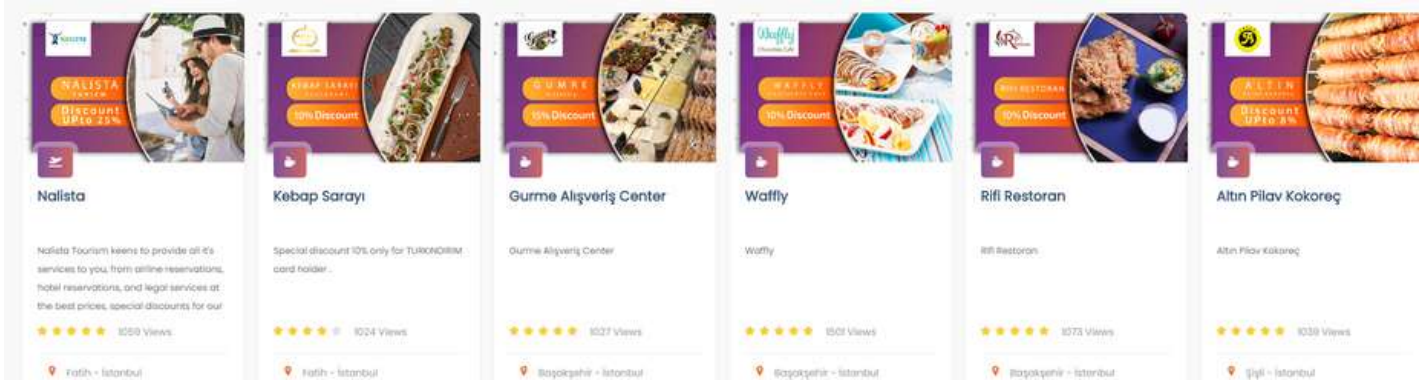 NALISTA
NALISTA
TURIZM
Discount
UPto 25%
Nalista
Nalista Tourism keens to provide all it's
services to you, from airline reservations,
hotel reservations, and legal services at
the best prices, special discounts for our
1059 Views
Fatih - İstanbul
KEBAP SARAYI
10% Discount
Kebap Sarayı
Special discount 10% only for TURKINDIRIM
card holder .
1024 Views
Fatih - İstanbul
Gurme
GUMRE
15% Discount
Gurme Alışveriş Center
Gurme Alışveriş Center
1027 Views
Başakşehir - İstanbul
Waffly
Chocolate Cafe
WAFFLY
10% Discount
Waffly
Waffly
1501 Views
Başakşehir - İstanbul
RIFI RESTORAN
10% Discount
Rifi Restoran
Rifi Restoran
1073 Views
Başakşehir - İstanbul
ALTIN
Discount
UPto 8%
Altın Pilav Kokoreç
Altın Pilav Kokoreç
1039 Views
Şişli - İstanbul